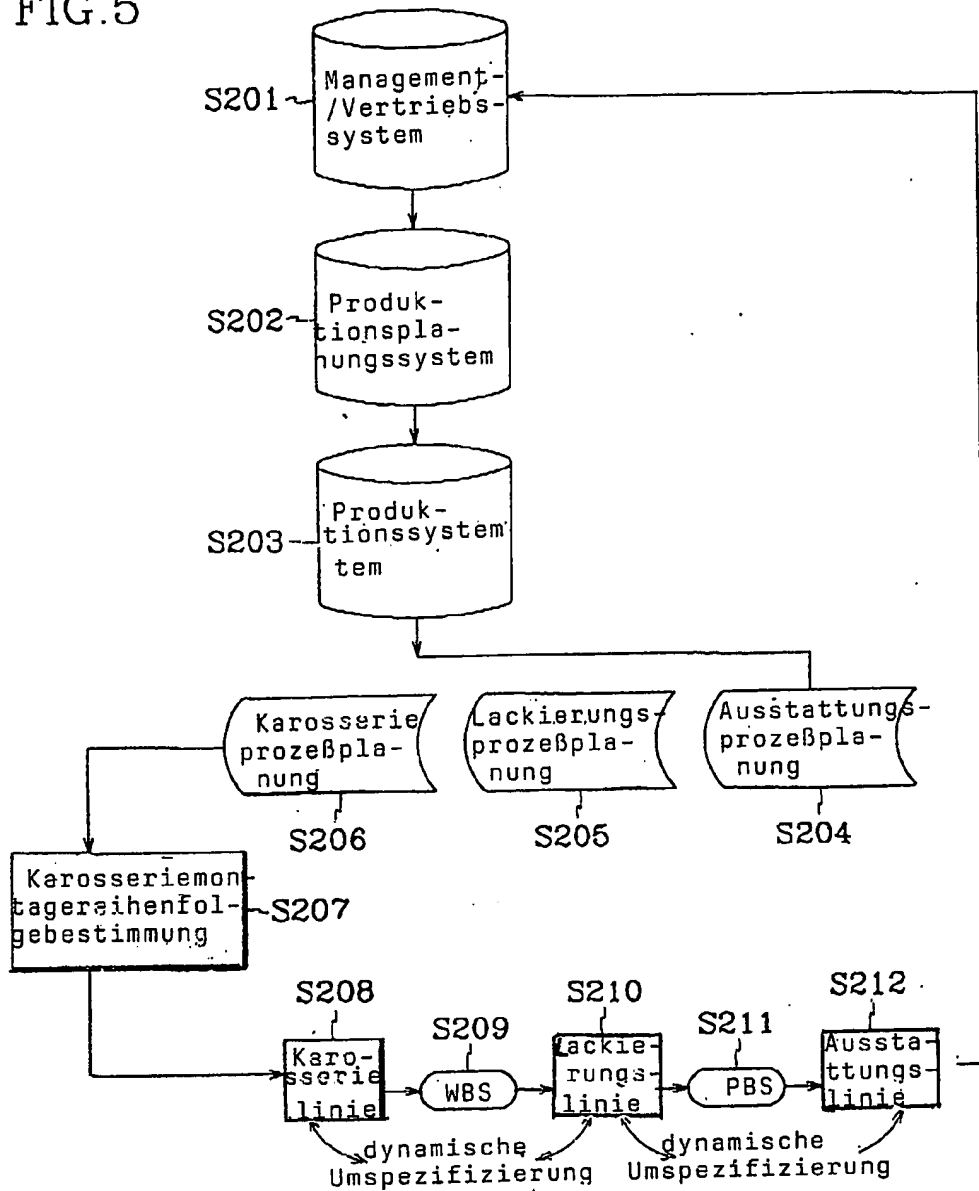 FIG.5
S201
Management-
/Vertriebs-
system
S202
Produk-
tionspla-
nungssystem
S203
Produk-
tionssystem
tem
Karosserie
prozeßpla-
nung
S206
Lackierungs-
prozeßpla-
nung
S205
Ausstattungs-
prozeßpla-
nung
S204
Karosseriemon
tagereihenfol-
gebestimmung
S207
S208
Karo-
sserie
linie
S209
WBS
S210
Lackie-
rungs-
linie
S211
PBS
S212
Aussta-
ttungs-
linie
dynamische
Umspezifizierung
dynamische
Umspezifizierung